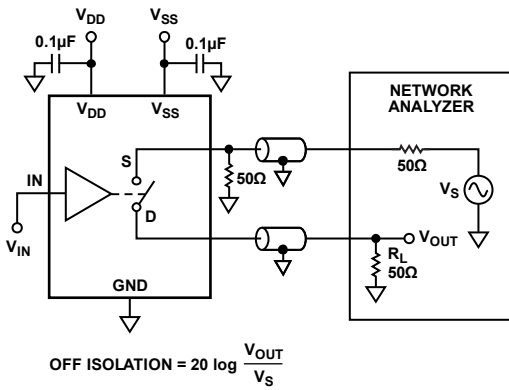 V_DD V_SS
0.1µF 0.1µF
V_DD V_SS
NETWORK
ANALYZER
S
50Ω
50Ω
V_S
IN
D
V_IN
V_OUT
R_L
50Ω
GND
OFF ISOLATION = 20 log V_OUT
V_S